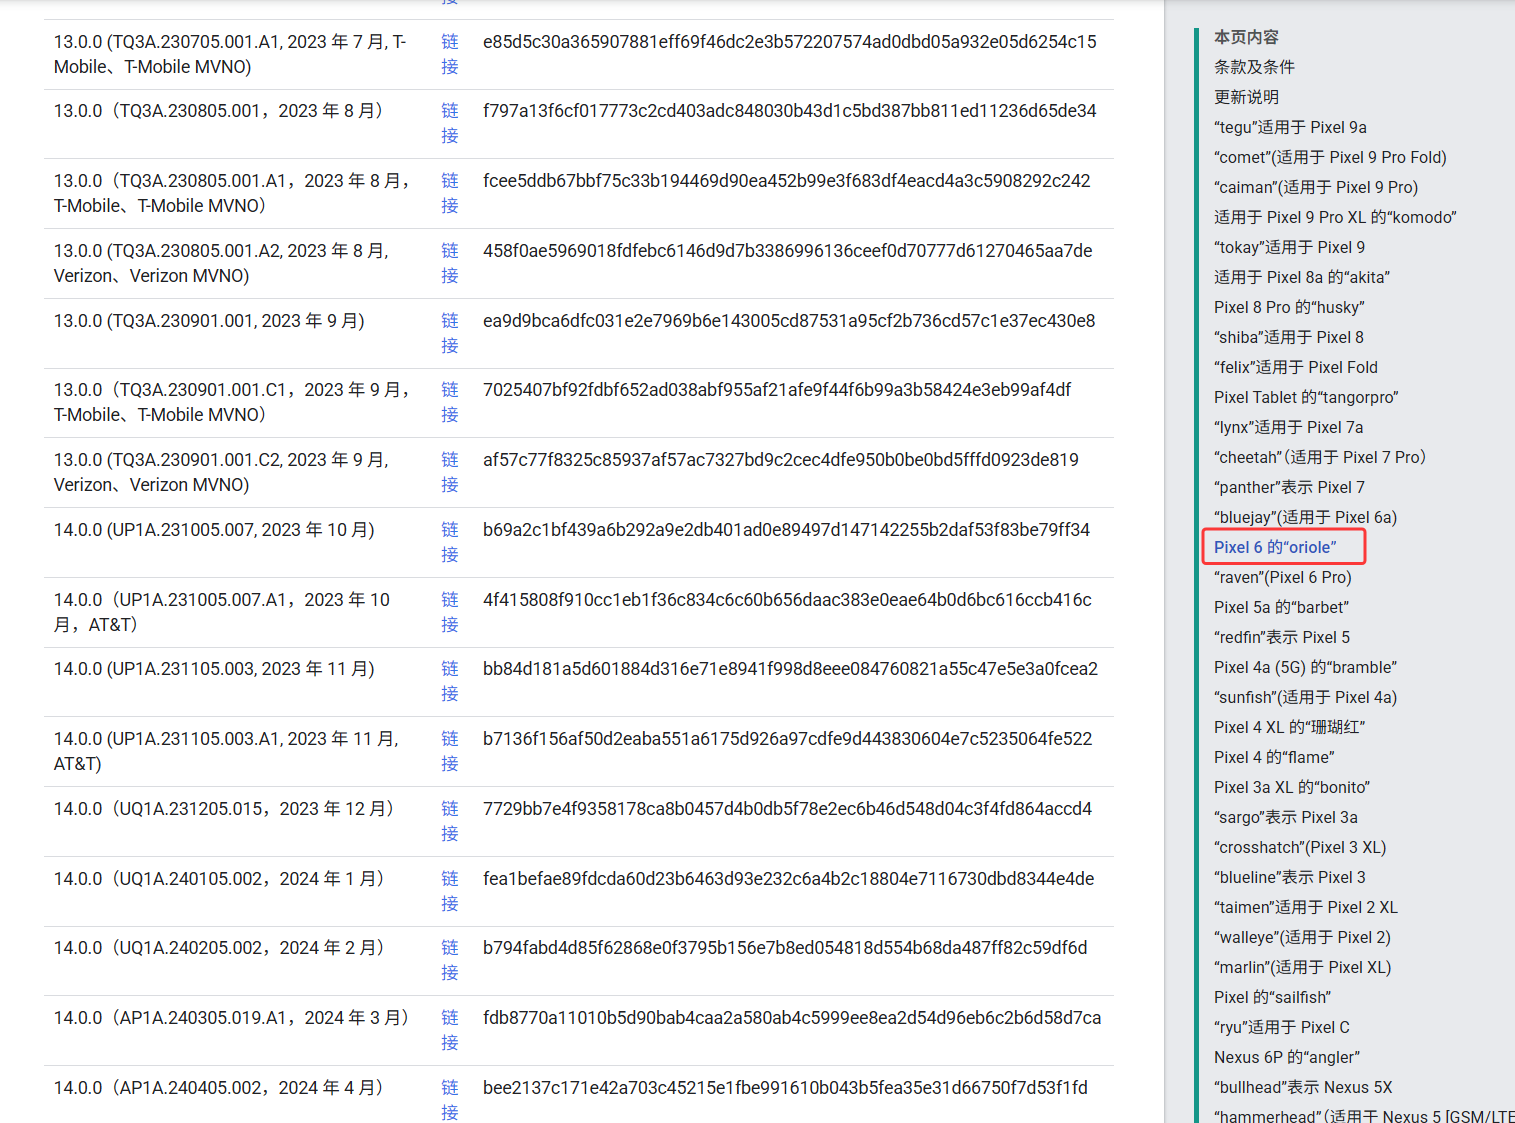 接
13.0.0 (TQ3A.230705.001.A1, 2023 年 7 月, T-
Mobile、T-Mobile MVNO)
链
接
e85d5c30a365907881eff69f46dc2e3b572207574ad0dbd05a932e05d6254c15
13.0.0（TQ3A.230805.001，2023 年 8 月）
链
接
f797a13f6cf017773c2cd403adc848030b43d1c5bd387bb811ed11236d65de34
13.0.0（TQ3A.230805.001.A1，2023 年 8 月，
T-Mobile、T-Mobile MVNO）
链
接
fcee5ddb67bbf75c33b194469d90ea452b99e3f683df4eacd4a3c5908292c242
13.0.0 (TQ3A.230805.001.A2, 2023 年 8 月,
Verizon、Verizon MVNO)
链
接
458f0ae5969018fdfebc6146d9d7b3386996136ceef0d70777d61270465aa7de
13.0.0 (TQ3A.230901.001, 2023 年 9 月)
链
接
ea9d9bca6dfc031e2e7969b6e143005cd87531a95cf2b736cd57c1e37ec430e8
13.0.0（TQ3A.230901.001.C1，2023 年 9 月，
T-Mobile、T-Mobile MVNO）
链
接
7025407bf92fdbf652ad038abf955af21afe9f44f6b99a3b58424e3eb99af4df
13.0.0 (TQ3A.230901.001.C2, 2023 年 9 月,
Verizon、Verizon MVNO)
链
接
af57c77f8325c85937af57ac7327bd9c2cec4dfe950b0be0bd5fffd0923de819
14.0.0 (UP1A.231005.007, 2023 年 10 月)
链
接
b69a2c1bf439a6b292a9e2db401ad0e89497d147142255b2daf53f83be79ff34
14.0.0（UP1A.231005.007.A1，2023 年 10
月，AT&T）
链
接
4f415808f910cc1eb1f36c834c6c60b656daac383e0eae64b0d6bc616ccb416c
14.0.0 (UP1A.231105.003, 2023 年 11 月)
链
接
bb84d181a5d601884d316e71e8941f998d8eee084760821a55c47e5e3a0fcea2
14.0.0 (UP1A.231105.003.A1, 2023 年 11 月,
AT&T)
链
接
b7136f156af50d2eaba551a6175d926a97cdfe9d443830604e7c5235064fe522
14.0.0（UQ1A.231205.015，2023 年 12 月）
链
接
7729bb7e4f9358178ca8b0457d4b0db5f78e2ec6b46d548d04c3f4fd864accd4
14.0.0（UQ1A.240105.002，2024 年 1 月）
链
接
fea1befae89fdcda60d23b6463d93e232c6a4b2c18804e7116730dbd8344e4de
14.0.0（UQ1A.240205.002，2024 年 2 月）
链
接
b794fabd4d85f62868e0f3795b156e7b8ed054818d554b68da487ff82c59df6d
14.0.0（AP1A.240305.019.A1，2024 年 3 月）
链
接
fdb8770a11010b5d90bab4caa2a580ab4c5999ee8ea2d54d96eb6c2b6d58d7ca
14.0.0（AP1A.240405.002，2024 年 4 月）
链
接
bee2137c171e42a703c45215e1fbe991610b043b5fea35e31d66750f7d53f1fd
本页内容
条款及条件
更新说明
“tegu”适用于 Pixel 9a
“comet”(适用于 Pixel 9 Pro Fold)
“caiman”(适用于 Pixel 9 Pro)
适用于 Pixel 9 Pro XL 的“komodo”
“tokay”适用于 Pixel 9
适用于 Pixel 8a 的“akita”
Pixel 8 Pro 的“husky”
“shiba”适用于 Pixel 8
“felix”适用于 Pixel Fold
Pixel Tablet 的“tangorpro”
“lynx”适用于 Pixel 7a
“cheetah”（适用于 Pixel 7 Pro）
“panther”表示 Pixel 7
“bluejay”(适用于 Pixel 6a)
Pixel 6 的“oriole”
“raven”(Pixel 6 Pro)
Pixel 5a 的“barbet”
“redfin”表示 Pixel 5
Pixel 4a (5G) 的“bramble”
“sunfish”(适用于 Pixel 4a)
Pixel 4 XL 的“珊瑚红”
Pixel 4 的“flame”
Pixel 3a XL 的“bonito”
“sargo”表示 Pixel 3a
“crosshatch”(Pixel 3 XL)
“blueline”表示 Pixel 3
“taimen”适用于 Pixel 2 XL
“walleye”(适用于 Pixel 2)
“marlin”(适用于 Pixel XL)
Pixel 的“sailfish”
“ryu”适用于 Pixel C
Nexus 6P 的“angler”
“bullhead”表示 Nexus 5X
“hammerhead”（适用于 Nexus 5 [GSM/LTE